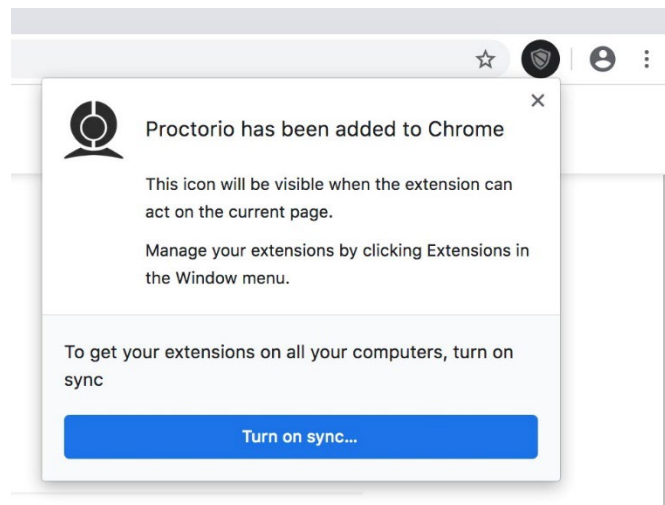 Proctorio has been added to Chrome
This icon will be visible when the extension can
act on the current page.
Manage your extensions by clicking Extensions in
the Window menu.
To get your extensions on all your computers, turn on
sync
Turn on sync...